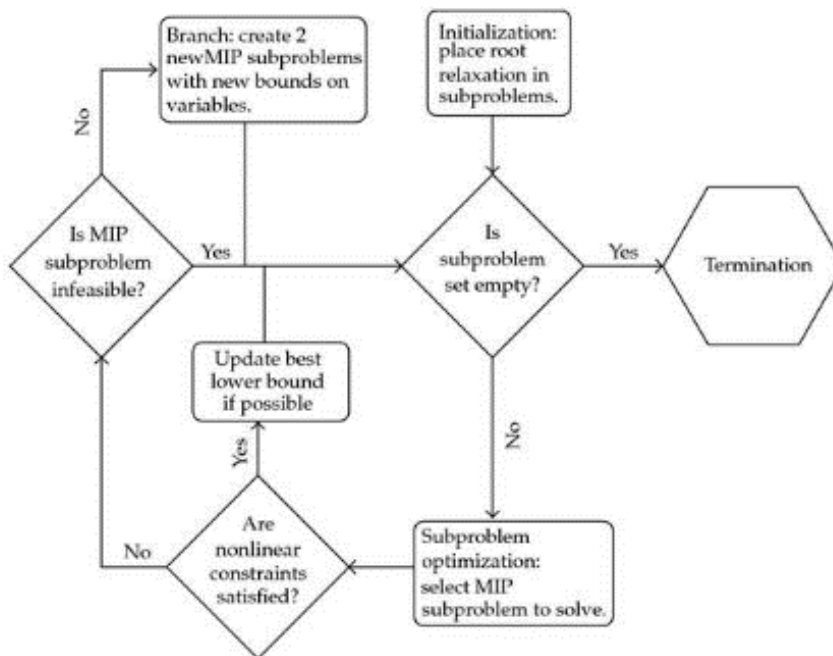 Branch: create 2
newMIP subproblems
with new bounds on
variables.
Initialization:
place root
relaxation in
subproblems.
No
Is MIP
subproblem
infeasible?
Yes
Is
subproblem
set empty?
Yes
Termination
Update best
lower bound
if possible
No
Yes
No
Are
nonlinear
constraints
satisfied?
Subproblem
optimization:
select MIP
subproblem to solve.